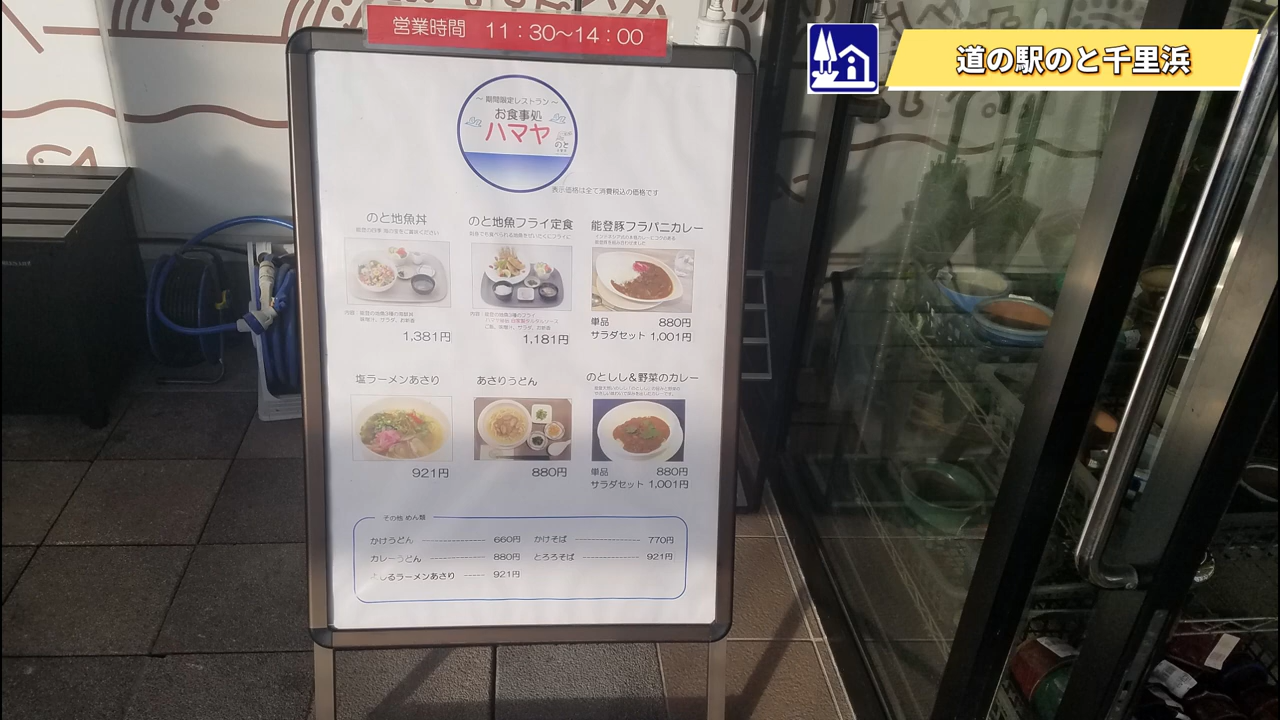 営業時間 11：30～14：00
道の駅のと千里浜
～ 期間限定レストラン ～
お食事処
ハマヤ
のと
表示価格は全て消費税込の価格です
のと地魚丼
1,381円
のと地魚フライ定食
1,181円
能登豚フラバニカレー
単品 880円
サラダセット 1,001円
塩ラーメンあさり
921円
あさりうどん
880円
のとしし＆野菜のカレー
単品 880円
サラダセット 1,001円
その他 めん類
かけうどん 660円 かけそば 770円
カレーうどん 880円 とろろそば 921円
しるラーメンあさり 921円